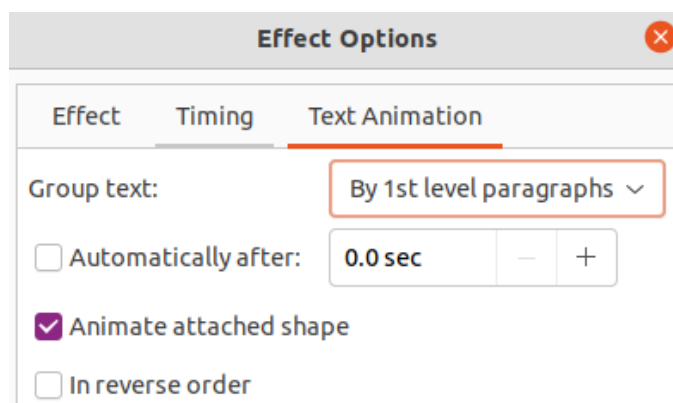 Effect Options
Effect Timing Text Animation
Group text: By 1st level paragraphs
Automatically after: 0.0 sec
Animate attached shape
In reverse order